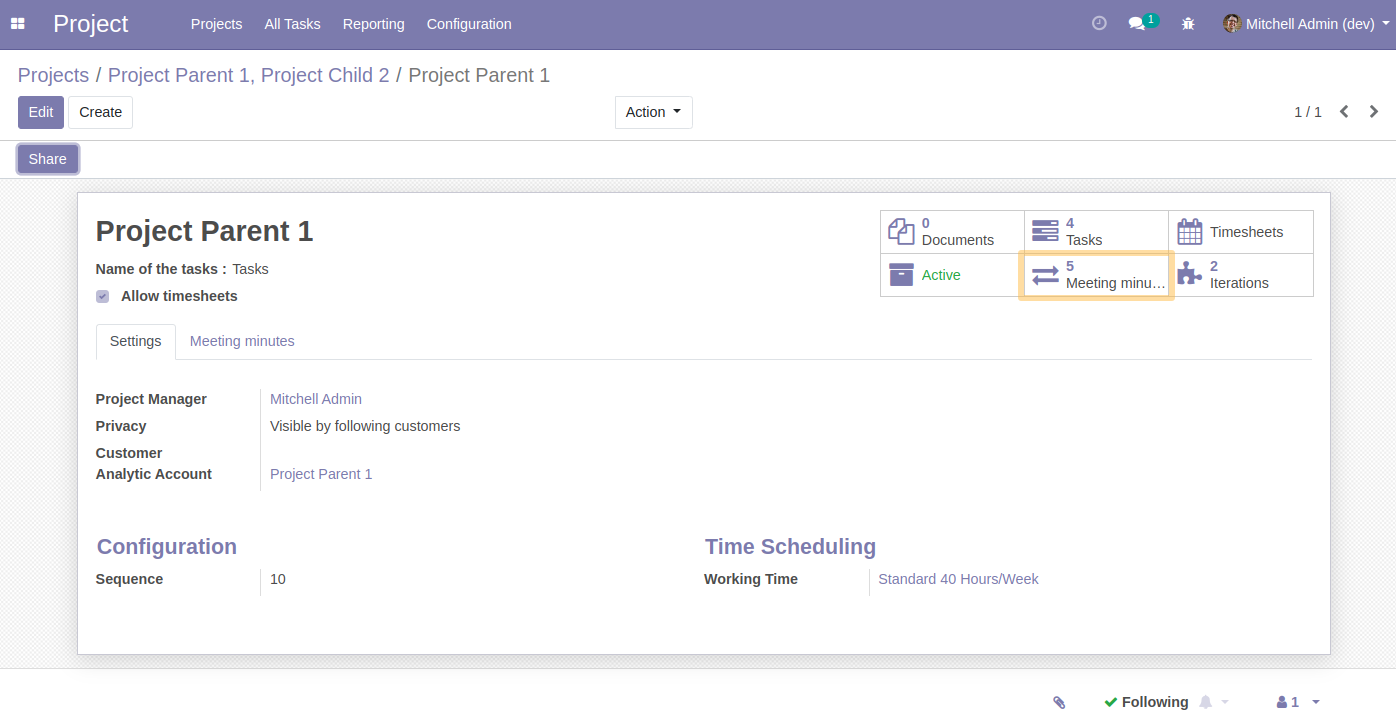 Project Projects All Tasks Reporting Configuration 1 Mitchell Admin (dev)
Projects / Project Parent 1, Project Child 2 / Project Parent 1
Edit Create Action 1 / 1
Share
Project Parent 1
0 Documents
4 Tasks
Timesheets
Active
5 Meeting minu...
2 Iterations
Name of the tasks : Tasks
Allow timesheets
Settings Meeting minutes
Project Manager Mitchell Admin
Privacy Visible by following customers
Customer
Analytic Account Project Parent 1
Configuration
Sequence 10
Time Scheduling
Working Time Standard 40 Hours/Week
Following 1